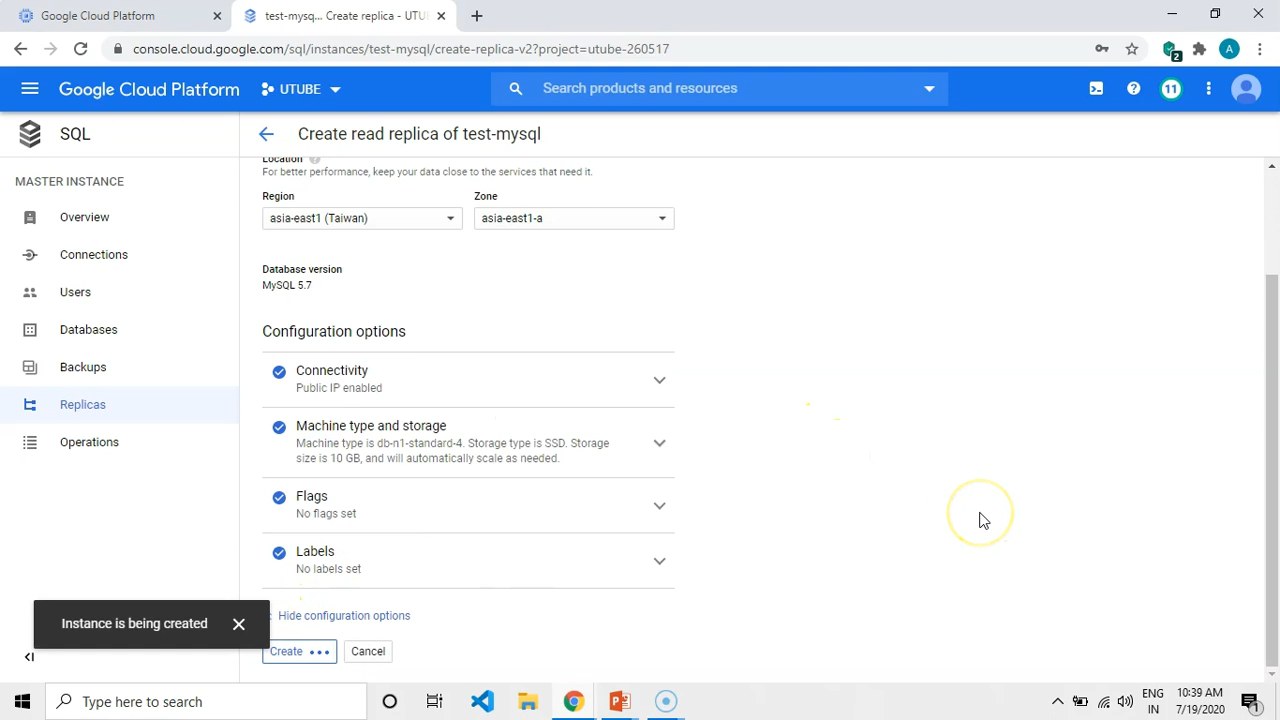 Google Cloud Platform
test-mysq... Create replica - UTU
console.cloud.google.com/sql/instances/test-mysql/create-replica-v2?project=utube-260517
2
A
Google Cloud Platform
UTUBE
Search products and resources
11
SQL
Create read replica of test-mysql
MASTER INSTANCE
Overview
Connections
Users
Databases
Backups
Replicas
Operations
Location
For better performance, keep your data close to the services that need it.
Region
Zone
asia-east1 (Taiwan)
asia-east1-a
Database version
MySQL 5.7
Configuration options
Connectivity
Public IP enabled
Machine type and storage
Machine type is db-n1-standard-4. Storage type is SSD. Storage
size is 10 GB, and will automatically scale as needed.
Flags
No flags set
Labels
No labels set
Hide configuration options
Create
Cancel
Instance is being created
Type here to search
ENG
IN
10:39 AM
7/19/2020
1